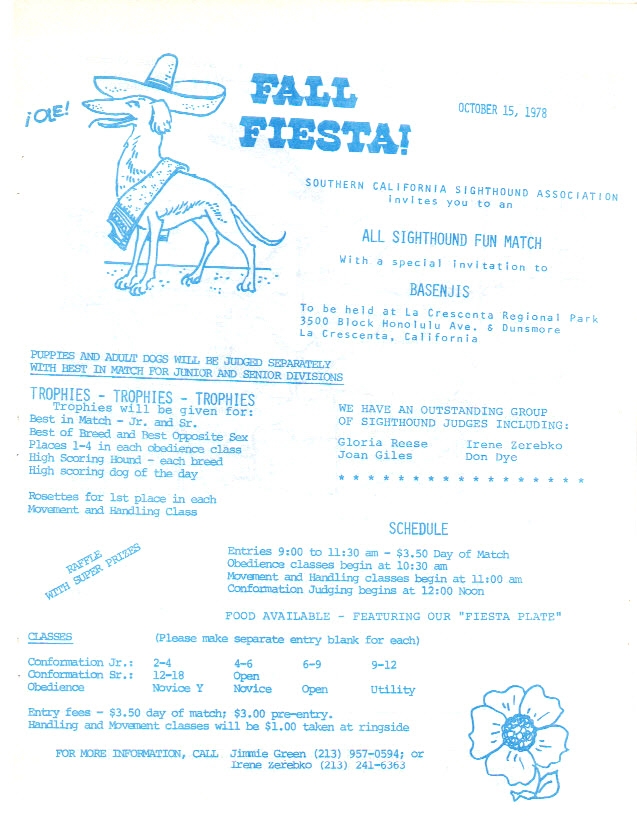 ¡OLE!
FALL
FIESTA!
OCTOBER 15, 1978
SOUTHERN CALIFORNIA SIGHTHOUND ASSOCIATION
invites you to an
ALL SIGHTHOUND FUN MATCH
With a special invitation to
BASENJIS
To be held at La Crescenta Regional Park
3500 Block Honolulu Ave. & Dunsmore
La Crescenta, California
PUPPIES AND ADULT DOGS WILL BE JUDGED SEPARATELY
WITH BEST IN MATCH FOR JUNIOR AND SENIOR DIVISIONS
TROPHIES - TROPHIES - TROPHIES
Trophies will be given for:
Best in Match - Jr. and Sr.
Best of Breed and Best Opposite Sex
Places 1-4 in each obedience class
High Scoring Hound - each breed
High scoring dog of the day
Rosettes for 1st place in each
Movement and Handling Class
WE HAVE AN OUTSTANDING GROUP
OF SIGHTHOUND JUDGES INCLUDING:
Gloria Reese Irene Zerebko
Joan Giles Don Dye
* * * * * * * * * * * * * * * * *
RAFFLE
WITH SUPER PRIZES
SCHEDULE
Entries 9:00 to 11:30 am - $3.50 Day of Match
Obedience classes begin at 10:30 am
Movement and Handling classes begin at 11:00 am
Conformation Judging begins at 12:00 Noon
FOOD AVAILABLE - FEATURING OUR "FIESTA PLATE"
CLASSES (Please make separate entry blank for each)
Conformation Jr.: 2-4 4-6 6-9 9-12
Conformation Sr.: 12-18 Open
Obedience Novice Y Novice Open Utility
Entry fees - $3.50 day of match; $3.00 pre-entry.
Handling and Movement classes will be $1.00 taken at ringside
FOR MORE INFORMATION, CALL Jimmie Green (213) 957-0594; or
Irene Zerebko (213) 241-6363